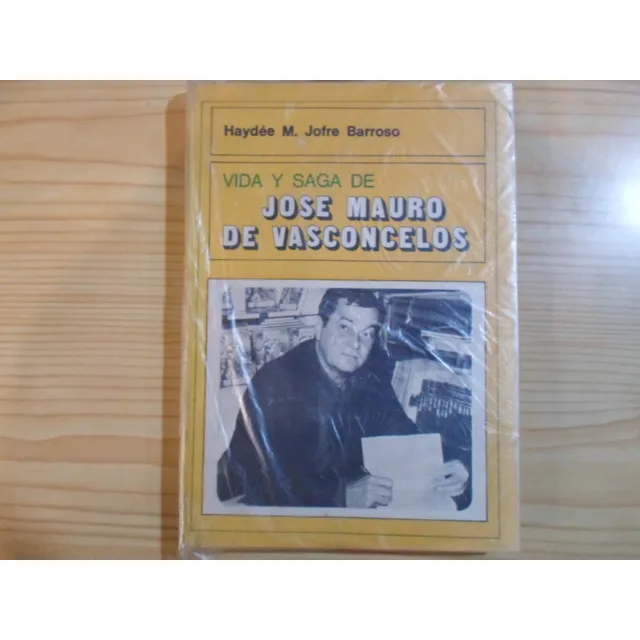 Haydée M. Jofre Barroso
VIDA Y SAGA DE
JOSE MAURO
DE VASCONCELOS